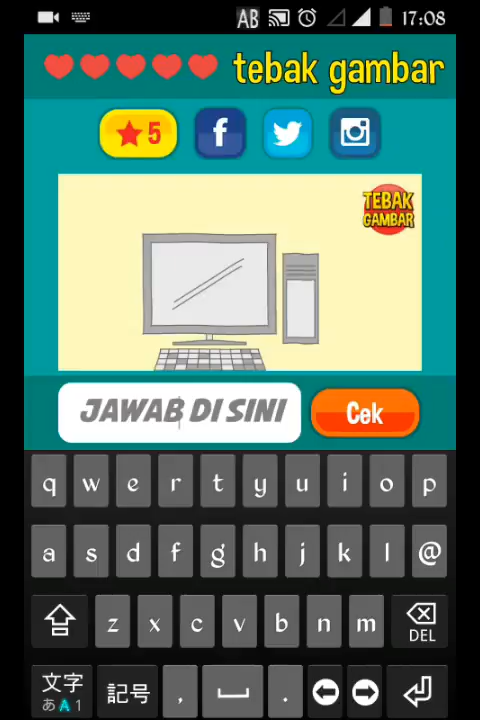 AB 17:08
tebak gambar
5
TEBAK
GAMBAR
JAWAB DI SINI
Cek
q w e r t y u i o p
a s d f g h j k l @
z x c v b n m DEL
文字 あA1 記号 , .